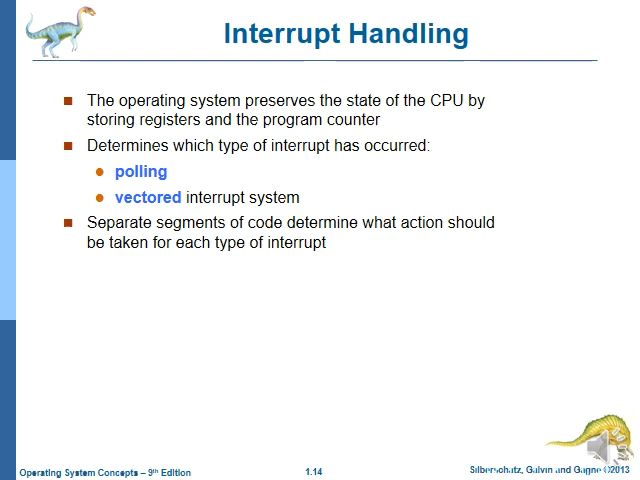 Interrupt Handling
The operating system preserves the state of the CPU by
storing registers and the program counter
Determines which type of interrupt has occurred:
polling
vectored interrupt system
Separate segments of code determine what action should
be taken for each type of interrupt
Operating System Concepts – 9th Edition
1.14
Silberschatz, Galvin and Gagne ©2013